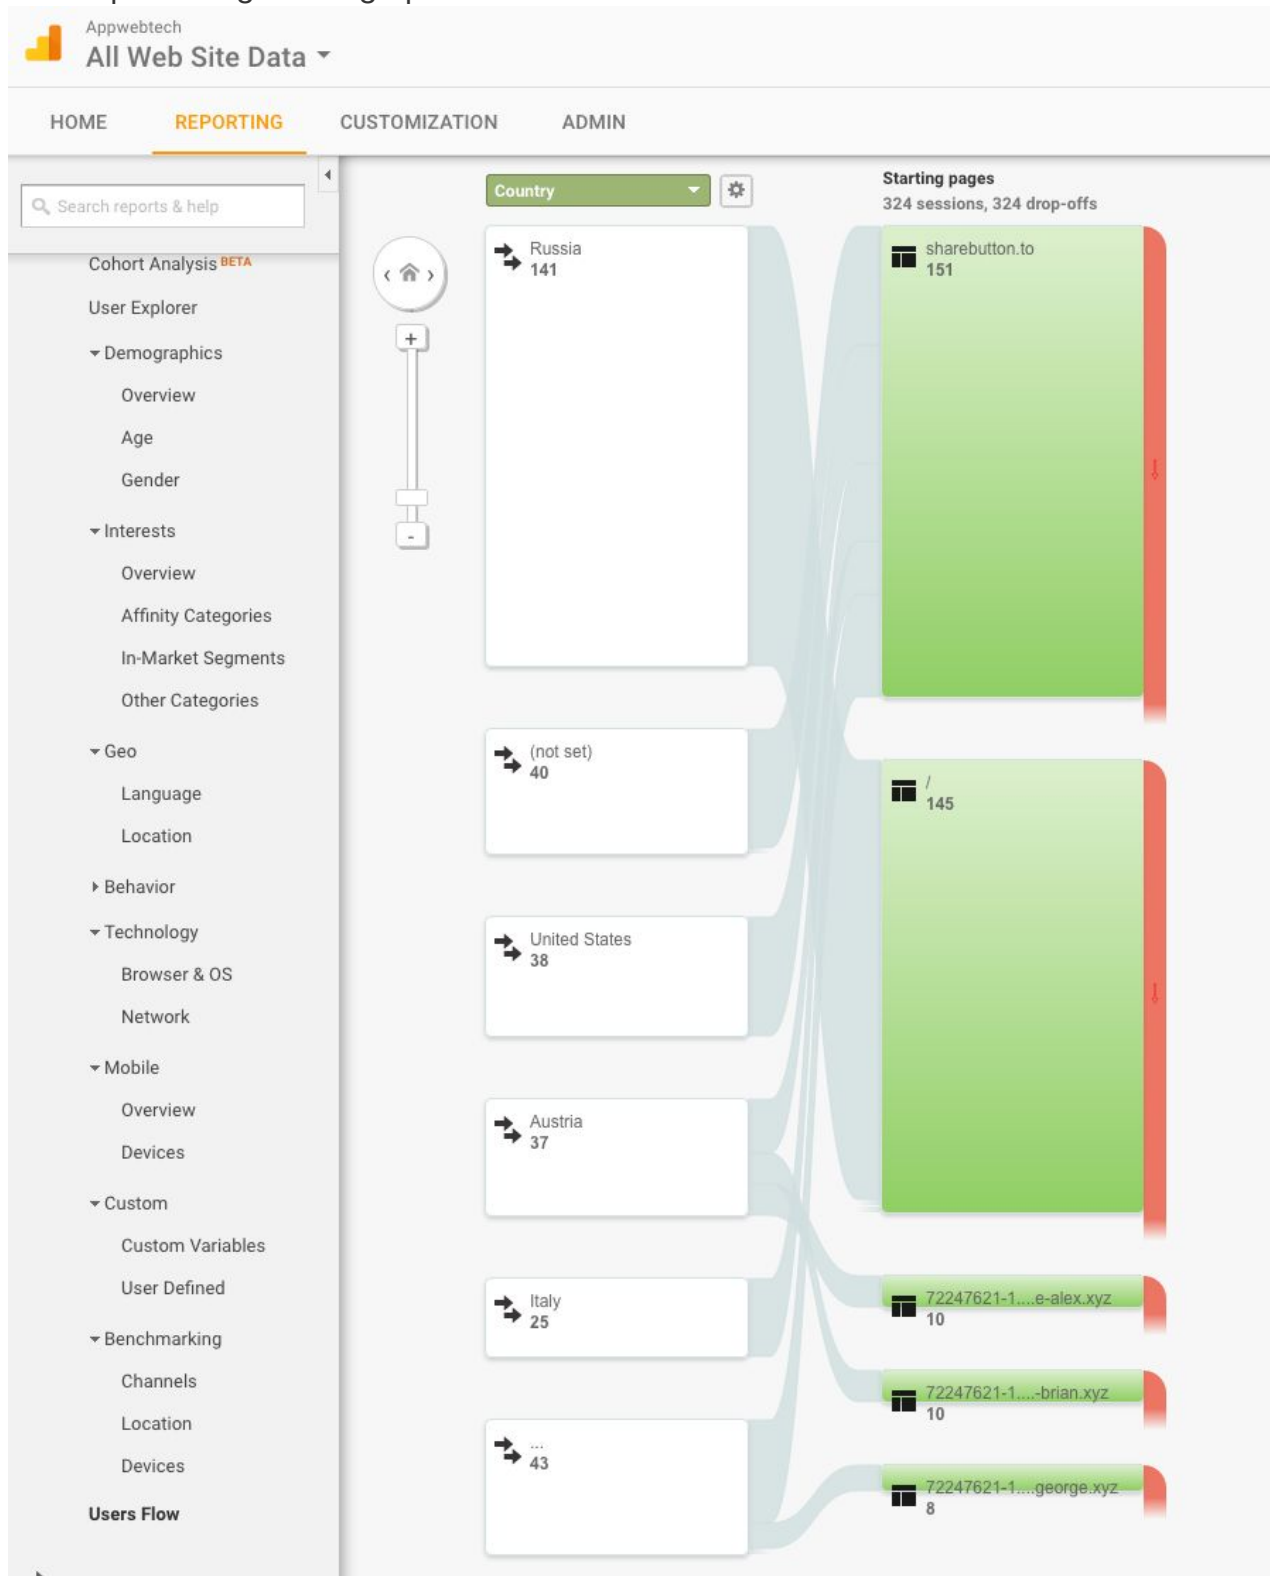 Appwebtech
All Web Site Data
HOME REPORTING CUSTOMIZATION ADMIN
Search reports & help
Cohort Analysis BETA
User Explorer
Demographics
Overview
Age
Gender
Interests
Overview
Affinity Categories
In-Market Segments
Other Categories
Geo
Language
Location
Behavior
Technology
Browser & OS
Network
Mobile
Overview
Devices
Custom
Custom Variables
User Defined
Benchmarking
Channels
Location
Devices
Users Flow
Country
+
-
Russia
141
(not set)
40
United States
38
Austria
37
Italy
25
...
43
Starting pages
324 sessions, 324 drop-offs
sharebutton.to
151
/
145
72247621-1....e-alex.xyz
10
72247621-1....-brian.xyz
10
72247621-1....george.xyz
8